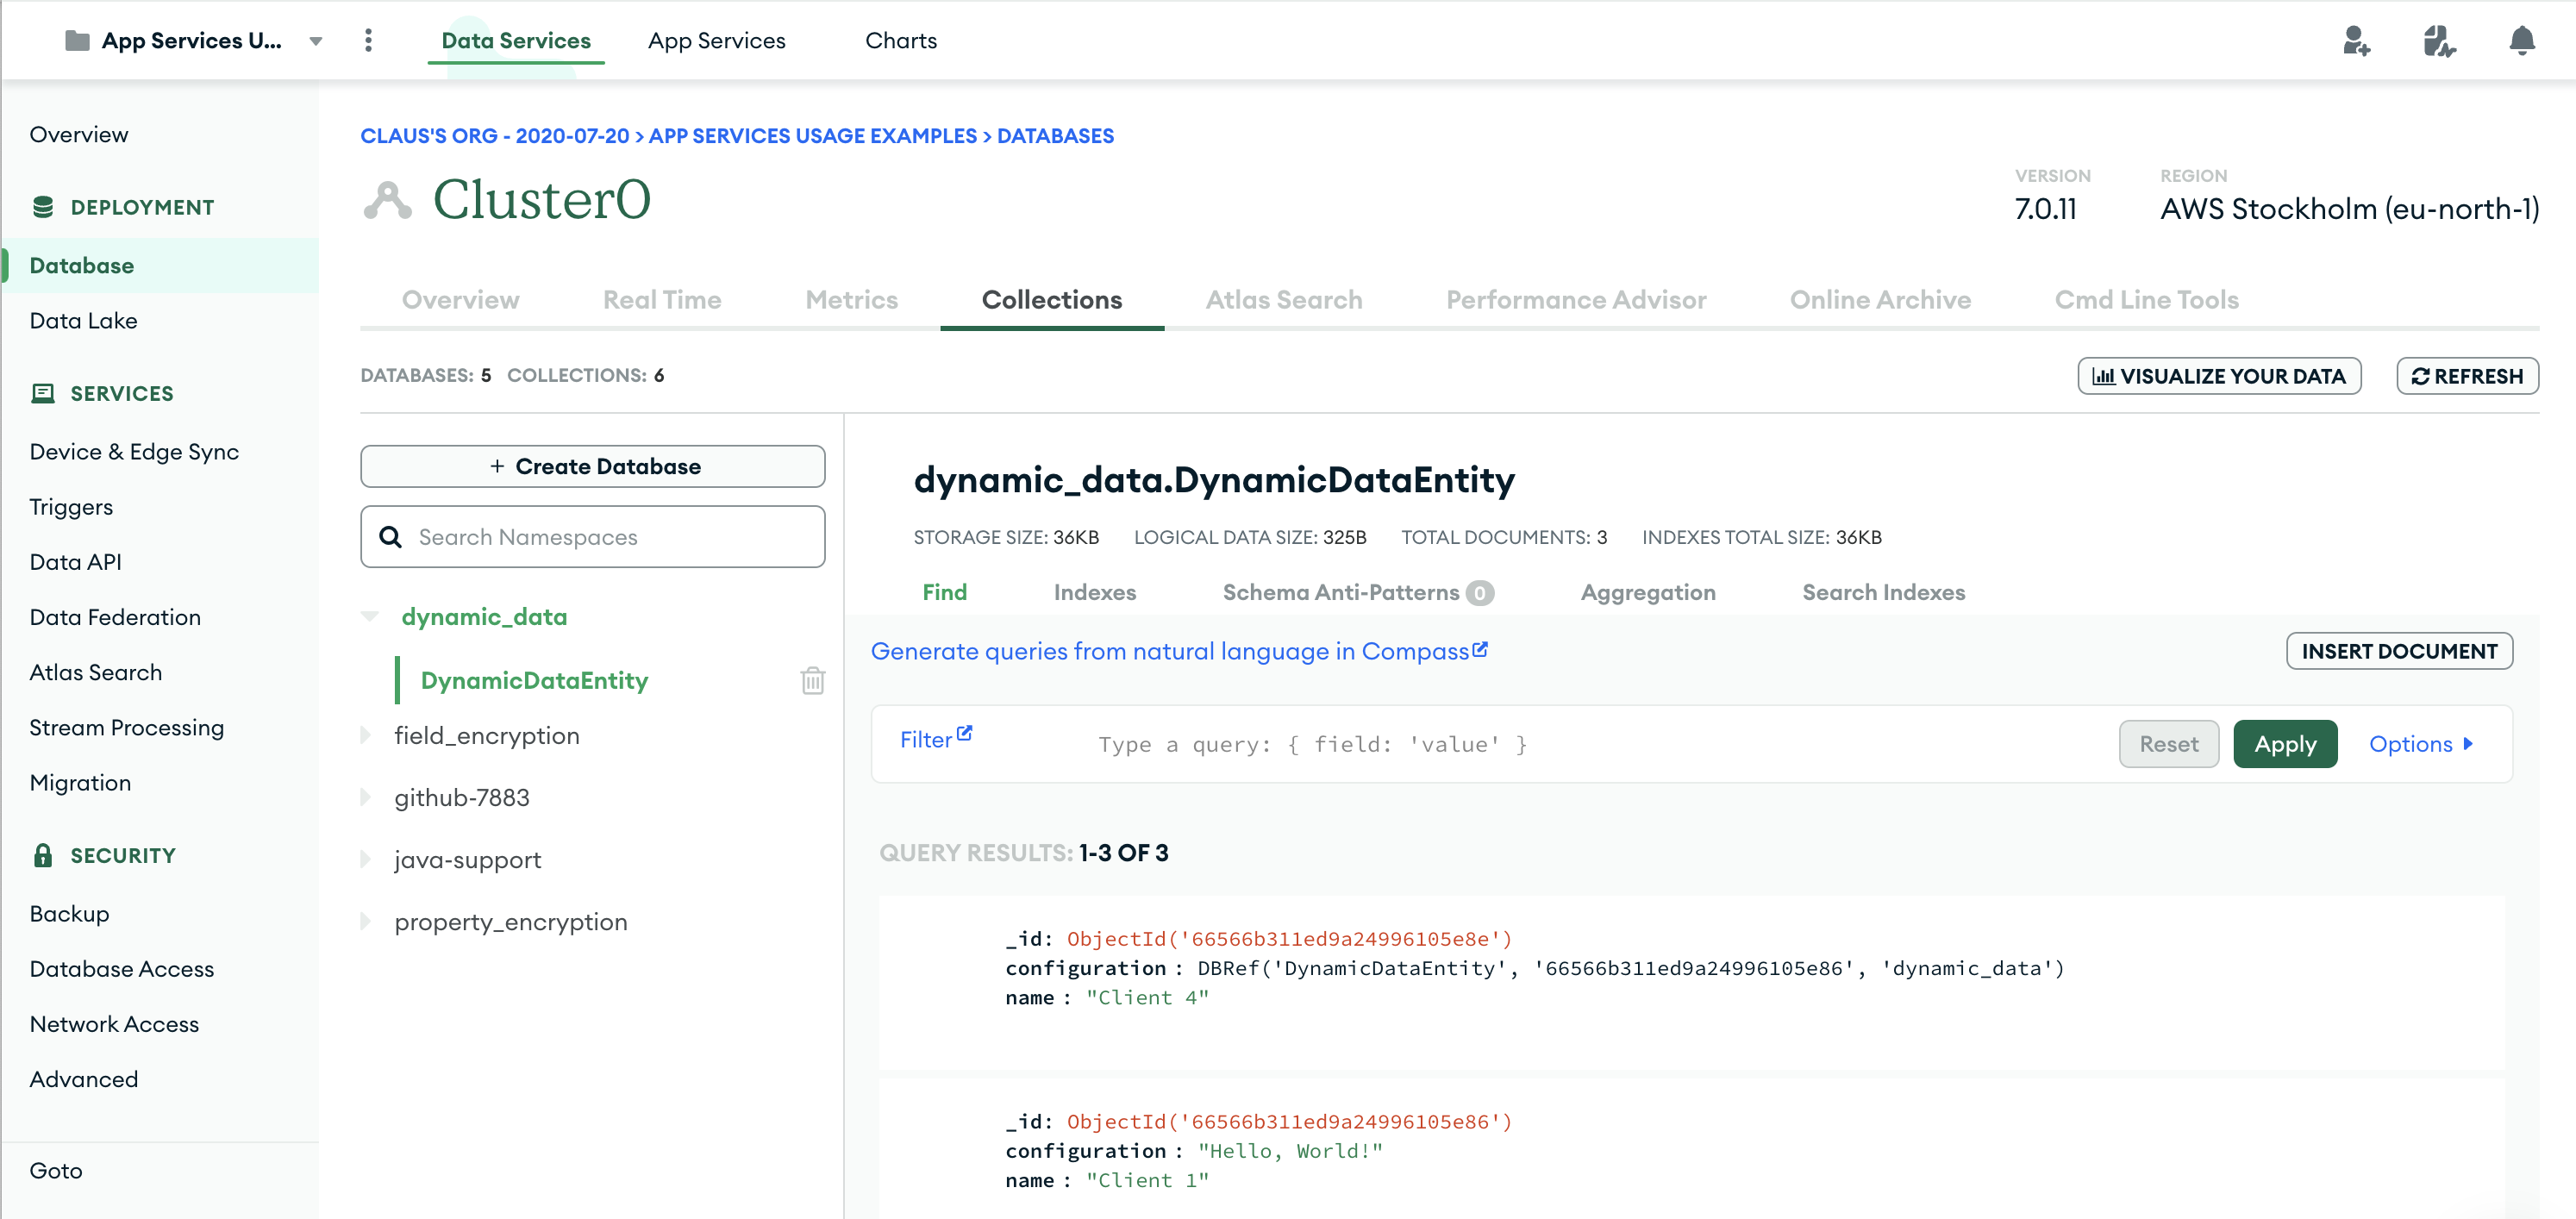 App Services U...
Data Services
App Services
Charts
Overview
DEPLOYMENT
Database
Data Lake
SERVICES
Device & Edge Sync
Triggers
Data API
Data Federation
Atlas Search
Stream Processing
Migration
SECURITY
Backup
Database Access
Network Access
Advanced
Goto
CLAUS'S ORG - 2020-07-20 > APP SERVICES USAGE EXAMPLES > DATABASES
Cluster0
VERSION
7.0.11
REGION
AWS Stockholm (eu-north-1)
Overview
Real Time
Metrics
Collections
Atlas Search
Performance Advisor
Online Archive
Cmd Line Tools
DATABASES: 5 COLLECTIONS: 6
VISUALIZE YOUR DATA
REFRESH
+ Create Database
Search Namespaces
dynamic_data
DynamicDataEntity
field_encryption
github-7883
java-support
property_encryption
dynamic_data.DynamicDataEntity
STORAGE SIZE: 36KB LOGICAL DATA SIZE: 325B TOTAL DOCUMENTS: 3 INDEXES TOTAL SIZE: 36KB
Find
Indexes
Schema Anti-Patterns 0
Aggregation
Search Indexes
Generate queries from natural language in Compass
INSERT DOCUMENT
Filter
Type a query: { field: 'value' }
Reset
Apply
Options
QUERY RESULTS: 1-3 OF 3
_id: ObjectId('66566b311ed9a24996105e8e')
configuration : DBRef('DynamicDataEntity', '66566b311ed9a24996105e86', 'dynamic_data')
name : "Client 4"
_id: ObjectId('66566b311ed9a24996105e86')
configuration : "Hello, World!"
name : "Client 1"